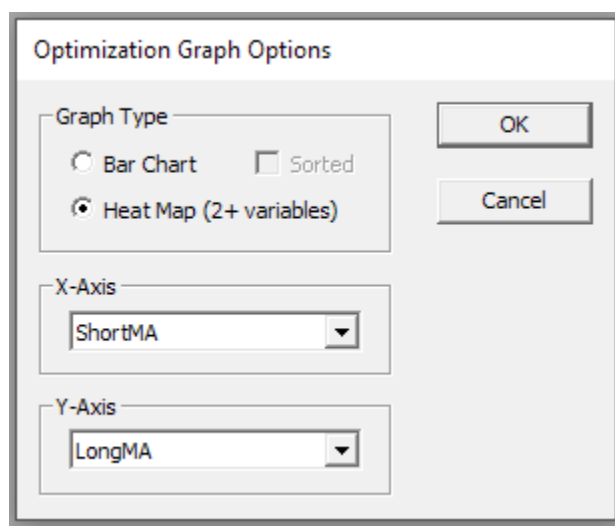 Optimization Graph Options
Graph Type
Bar Chart
Sorted
Heat Map (2+ variables)
OK
Cancel
X-Axis
ShortMA
Y-Axis
LongMA